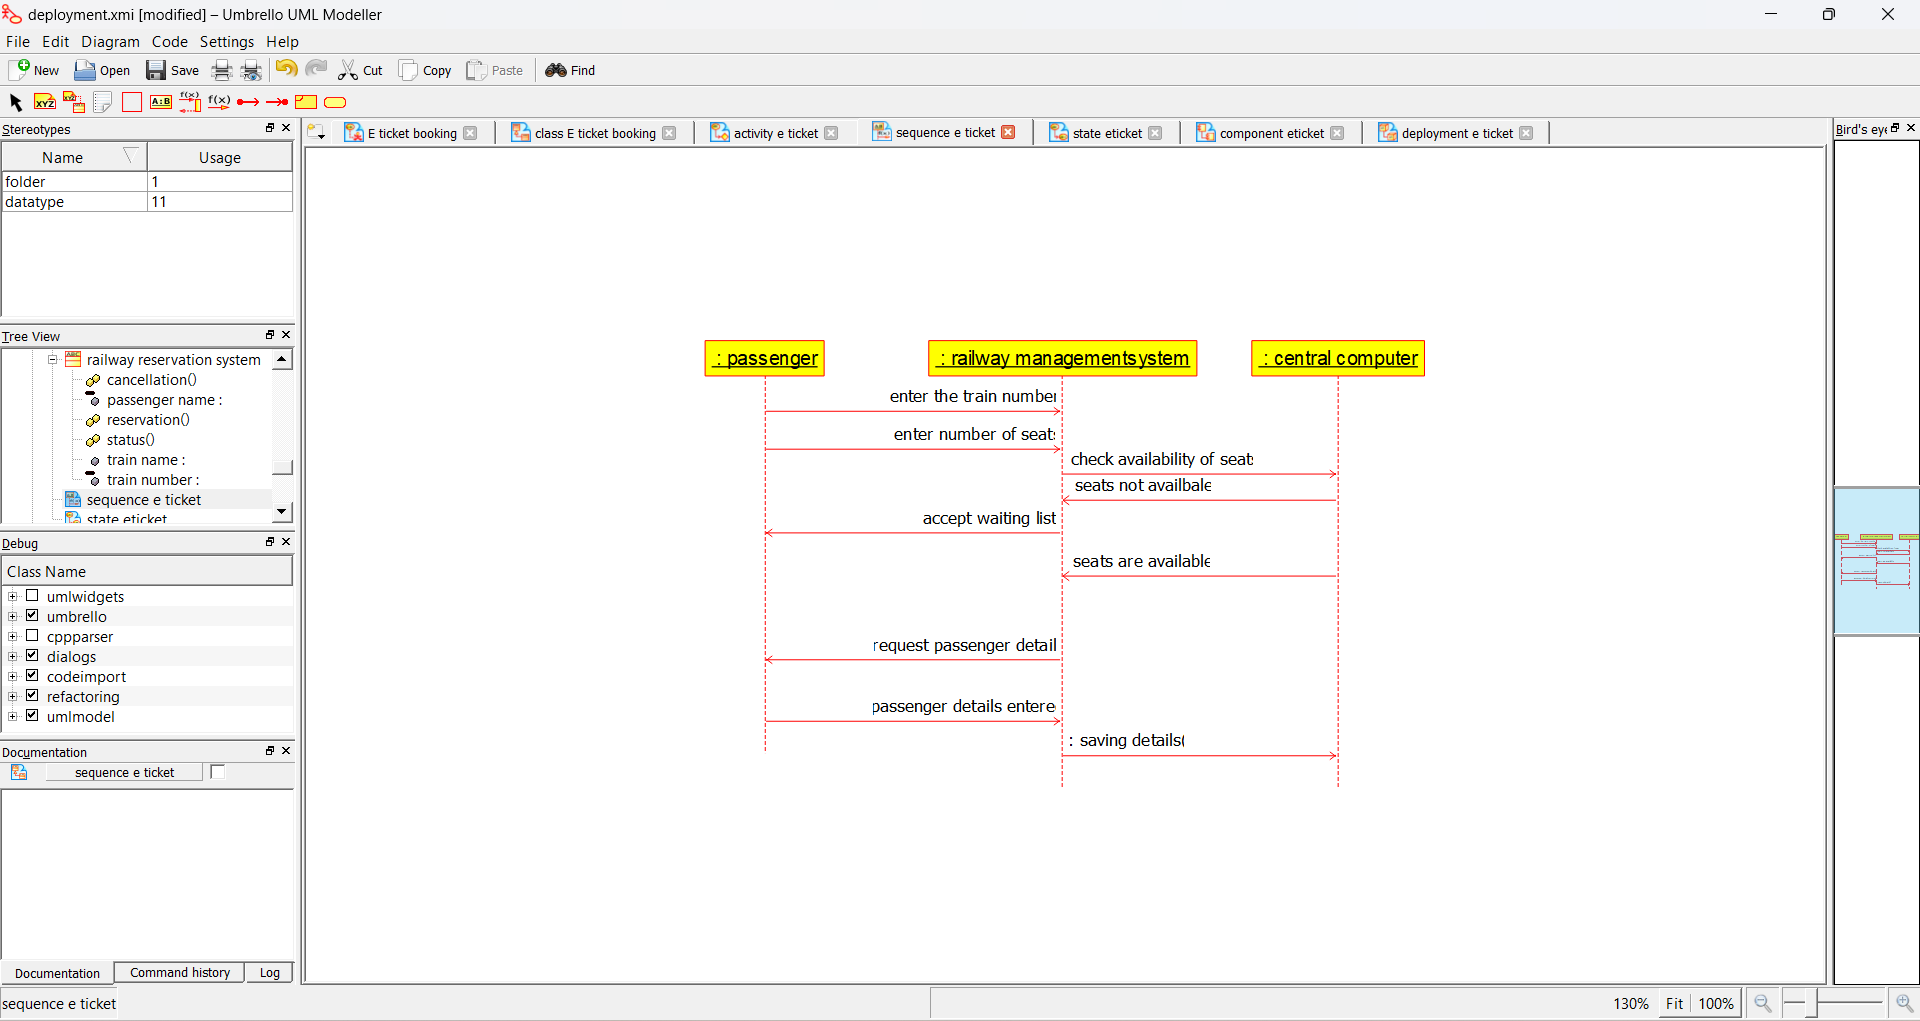 deployment.xmi [modified] – Umbrello UML Modeller
File Edit Diagram Code Settings Help
New Open Save Cut Copy Paste Find
XYZ XYZ A:B f(x) f(x)
Stereotypes
Name Usage
folder 1
datatype 11
E ticket booking
class E ticket booking
activity e ticket
sequence e ticket
state eticket
component eticket
deployment e ticket
Bird's eye
Tree View
railway reservation system
cancellation()
passenger name :
reservation()
status()
train name :
train number :
sequence e ticket
state eticket
Debug
Class Name
umlwidgets
umbrello
cppparser
dialogs
codeimport
refactoring
umlmodel
Documentation
sequence e ticket
Documentation Command history Log
: passenger
: railway managementsystem
: central computer
enter the train number
enter number of seats
check availability of seats
seats not availbale
accept waiting list
seats are available
request passenger detail
passenger details entere
: saving details(
sequence e ticket
130% Fit 100%